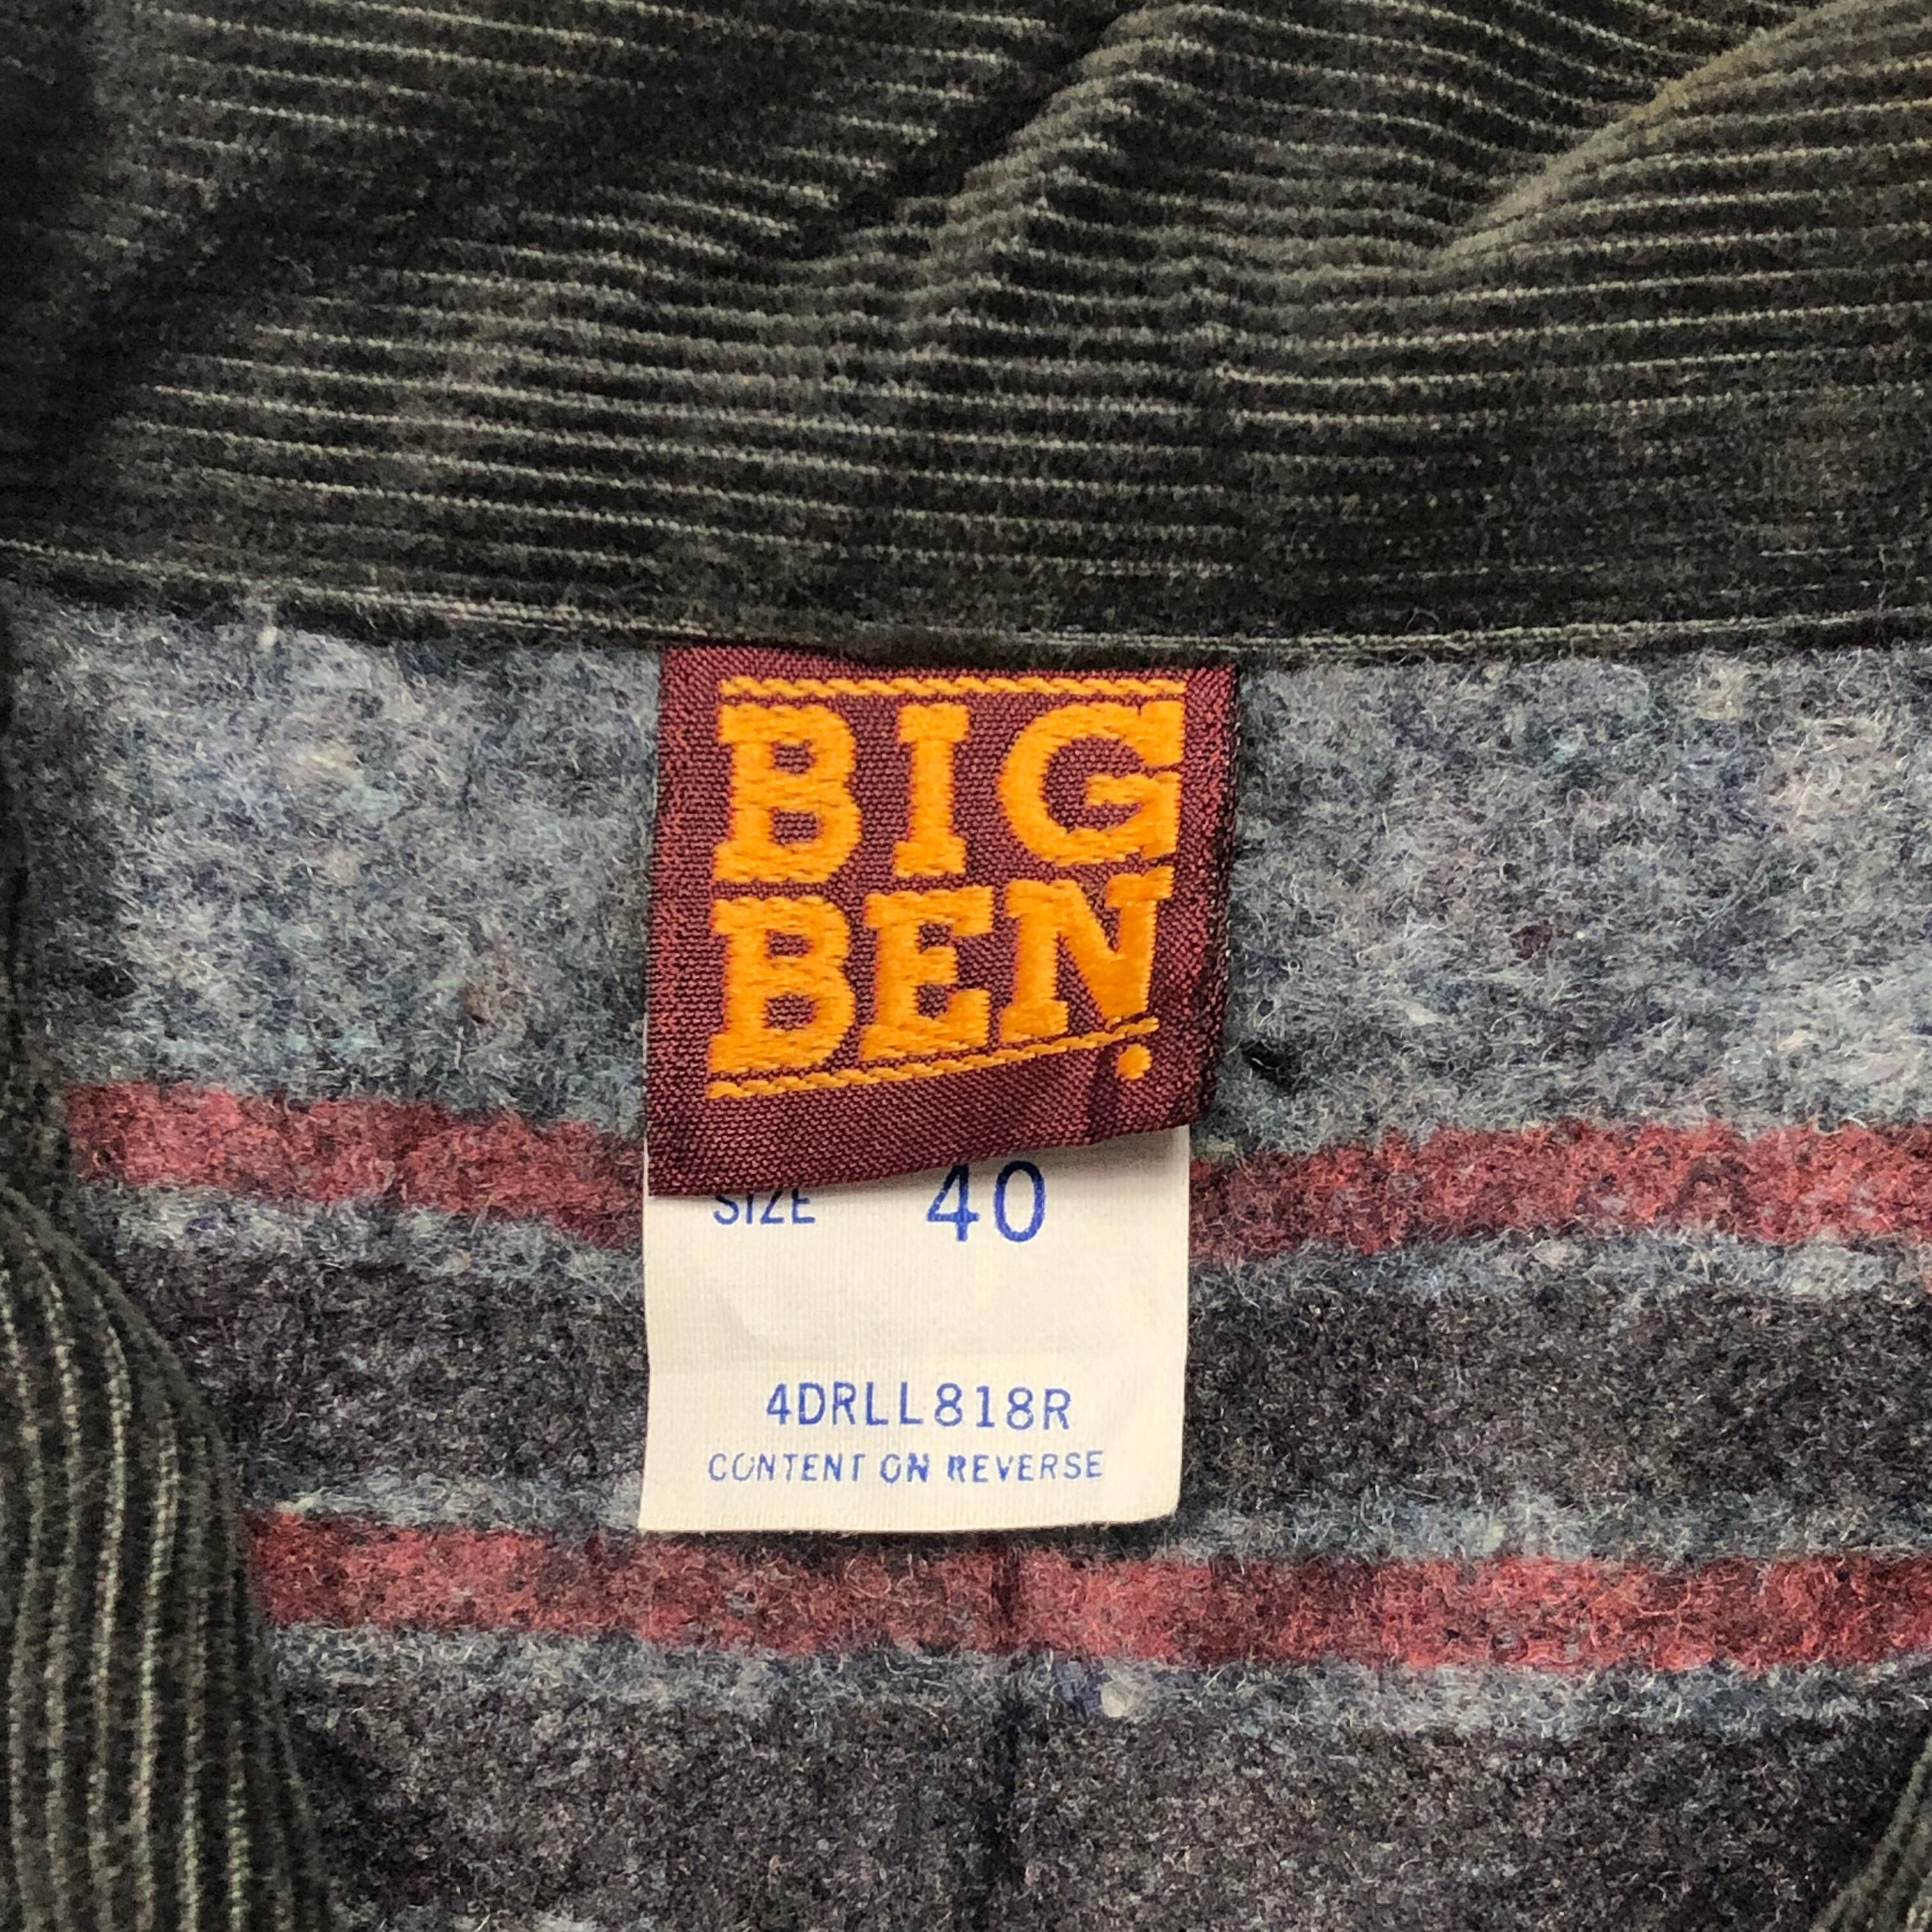 BIG
BEN.
SIZE 40
4DRLL818R
CONTENT ON REVERSE